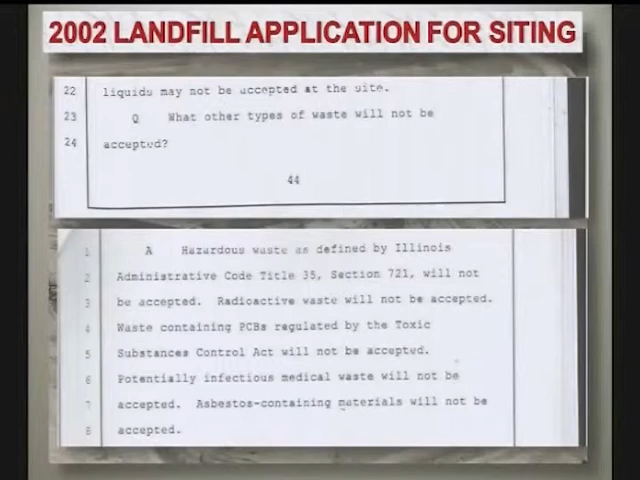 2002 LANDFILL APPLICATION FOR SITING
22 liquids may not be accepted at the site.
23 Q What other types of waste will not be
24 accepted?
44
1 A Hazardous waste as defined by Illinois
2 Administrative Code Title 35, Section 721, will not
3 be accepted. Radioactive waste will not be accepted.
4 Waste containing PCBs regulated by the Toxic
5 Substances Control Act will not be accepted.
6 Potentially infectious medical waste will not be
7 accepted. Asbestos-containing materials will not be
8 accepted.